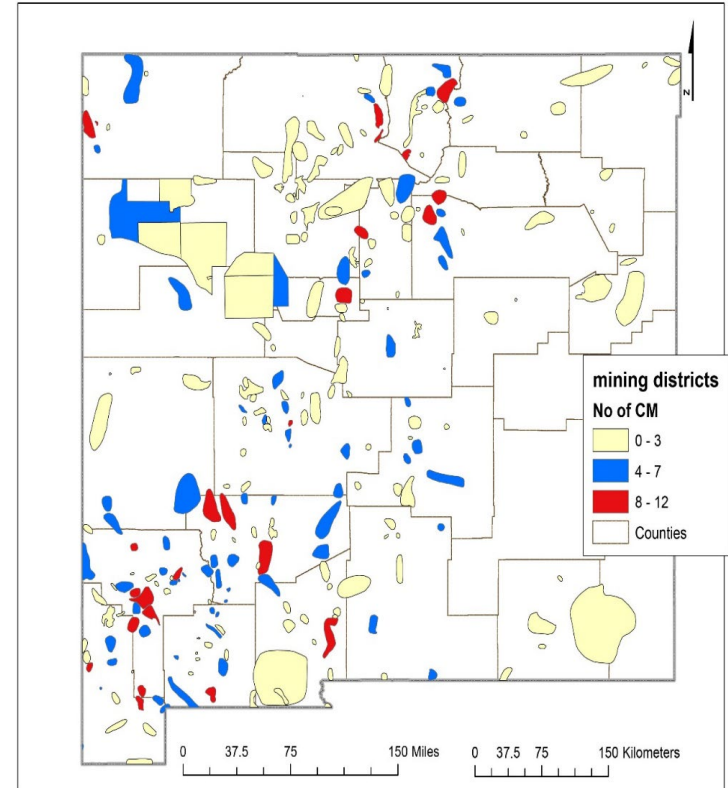 N
mining districts
No of CM
0 - 3
4 - 7
8 - 12
Counties
0 37.5 75 150 Miles
0 37.5 75 150 Kilometers